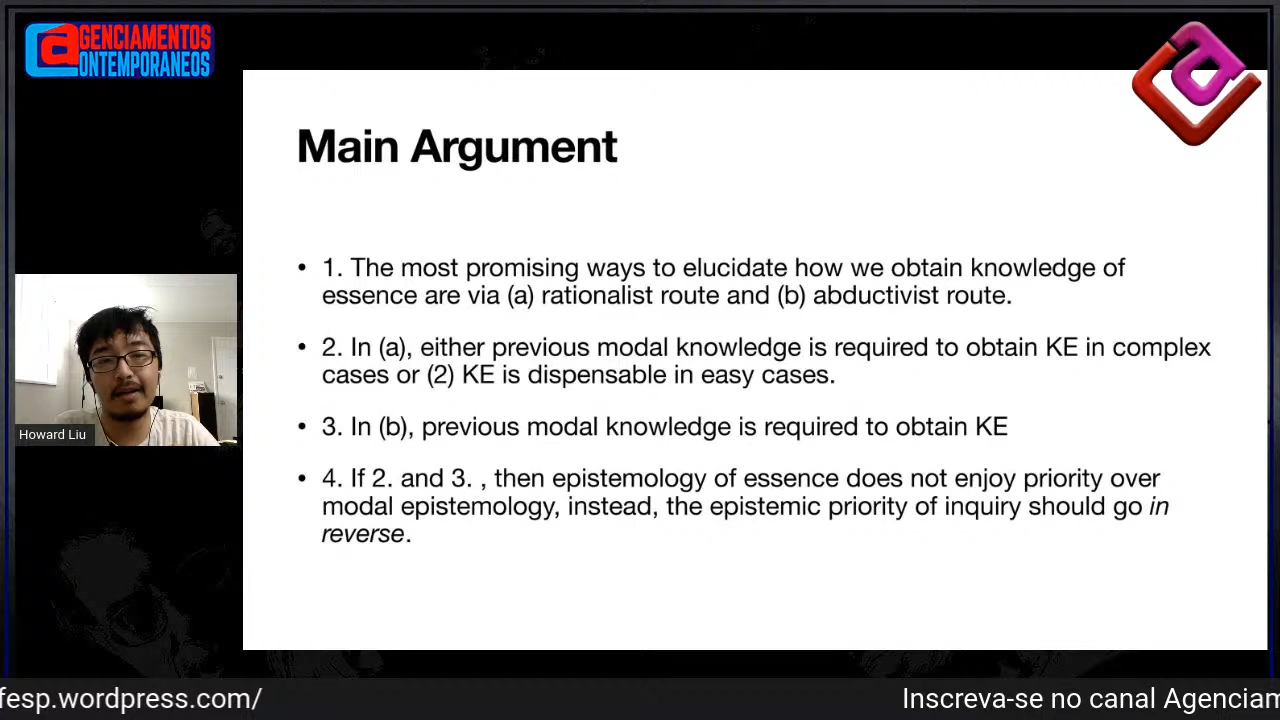 AGENCIAMENTOS
CONTEMPORANEOS
Main Argument
• 1. The most promising ways to elucidate how we obtain knowledge of
essence are via (a) rationalist route and (b) abductivist route.
• 2. In (a), either previous modal knowledge is required to obtain KE in complex
cases or (2) KE is dispensable in easy cases.
• 3. In (b), previous modal knowledge is required to obtain KE
• 4. If 2. and 3. , then epistemology of essence does not enjoy priority over
modal epistemology, instead, the epistemic priority of inquiry should go in
reverse.
Howard Liu
fesp.wordpress.com/
Inscreva-se no canal Agenciam